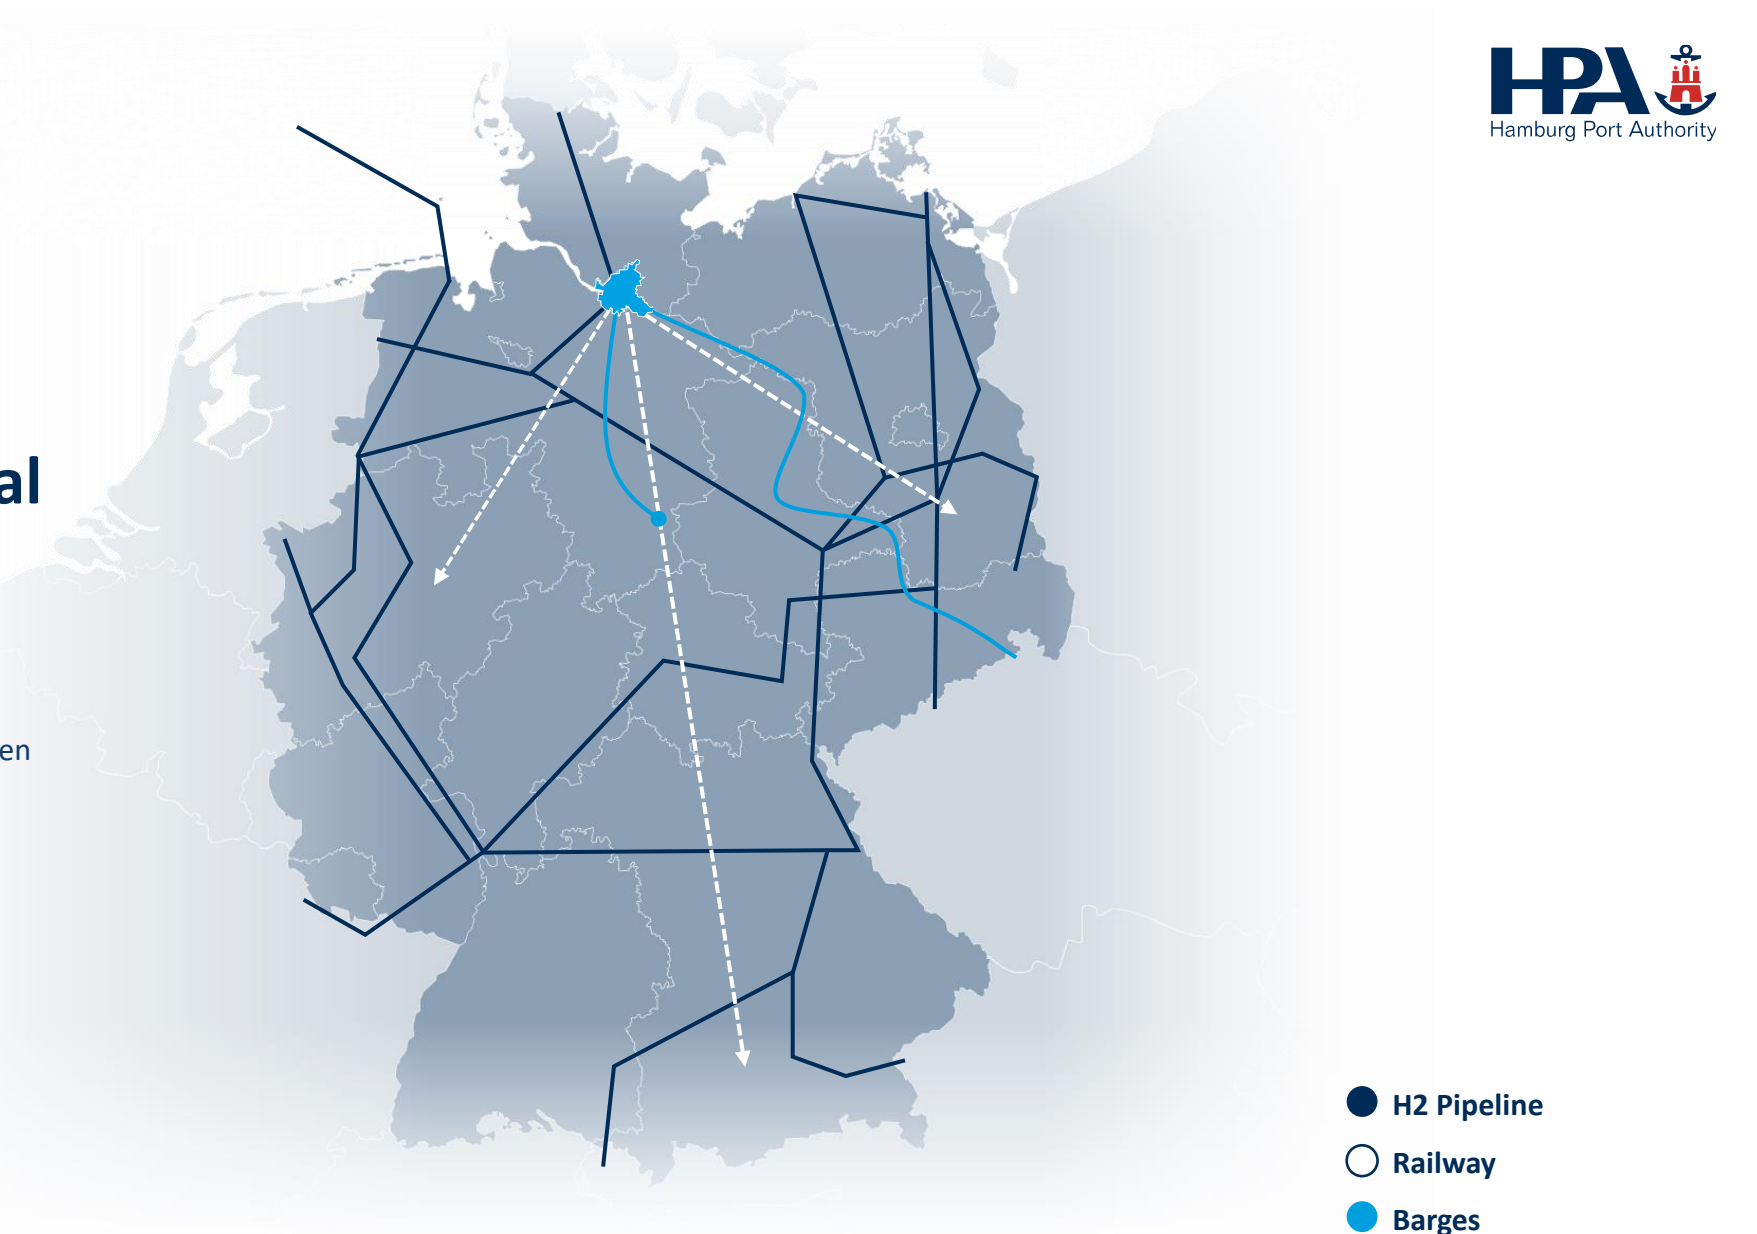 HPA
Hamburg Port Authority
al
en
H2 Pipeline
Railway
Barges